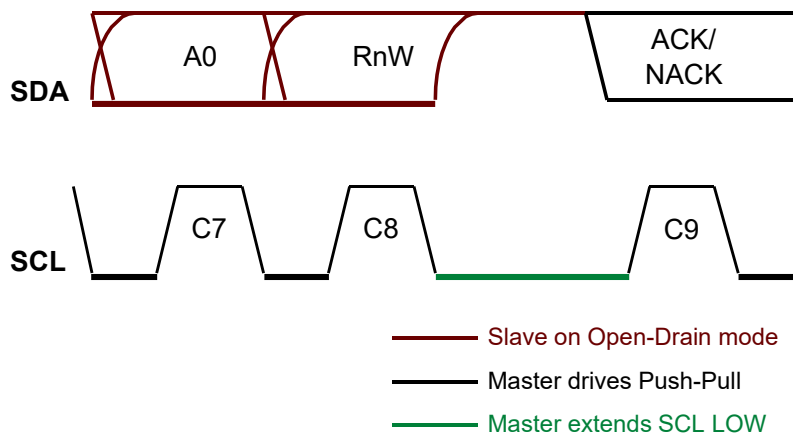 SDA
A0
RnW
ACK/
NACK
SCL
C7
C8
C9
Slave on Open-Drain mode
Master drives Push-Pull
Master extends SCL LOW